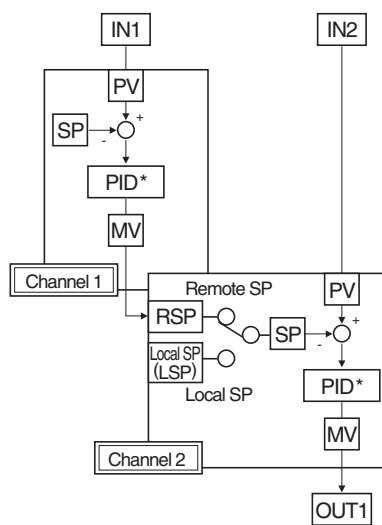 IN1
IN2
PV
+
SP
-
PID*
MV
Channel 1
Remote SP
PV
RSP
+
SP
-
Local SP
(LSP)
Local SP
PID*
MV
Channel 2
OUT1